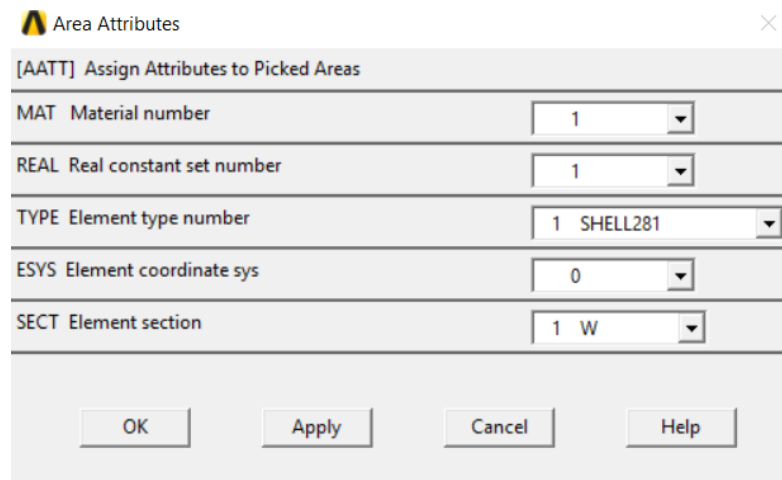 Area Attributes
[AATT] Assign Attributes to Picked Areas
MAT Material number 1
REAL Real constant set number 1
TYPE Element type number 1 SHELL281
ESYS Element coordinate sys 0
SECT Element section 1 W
OK Apply Cancel Help